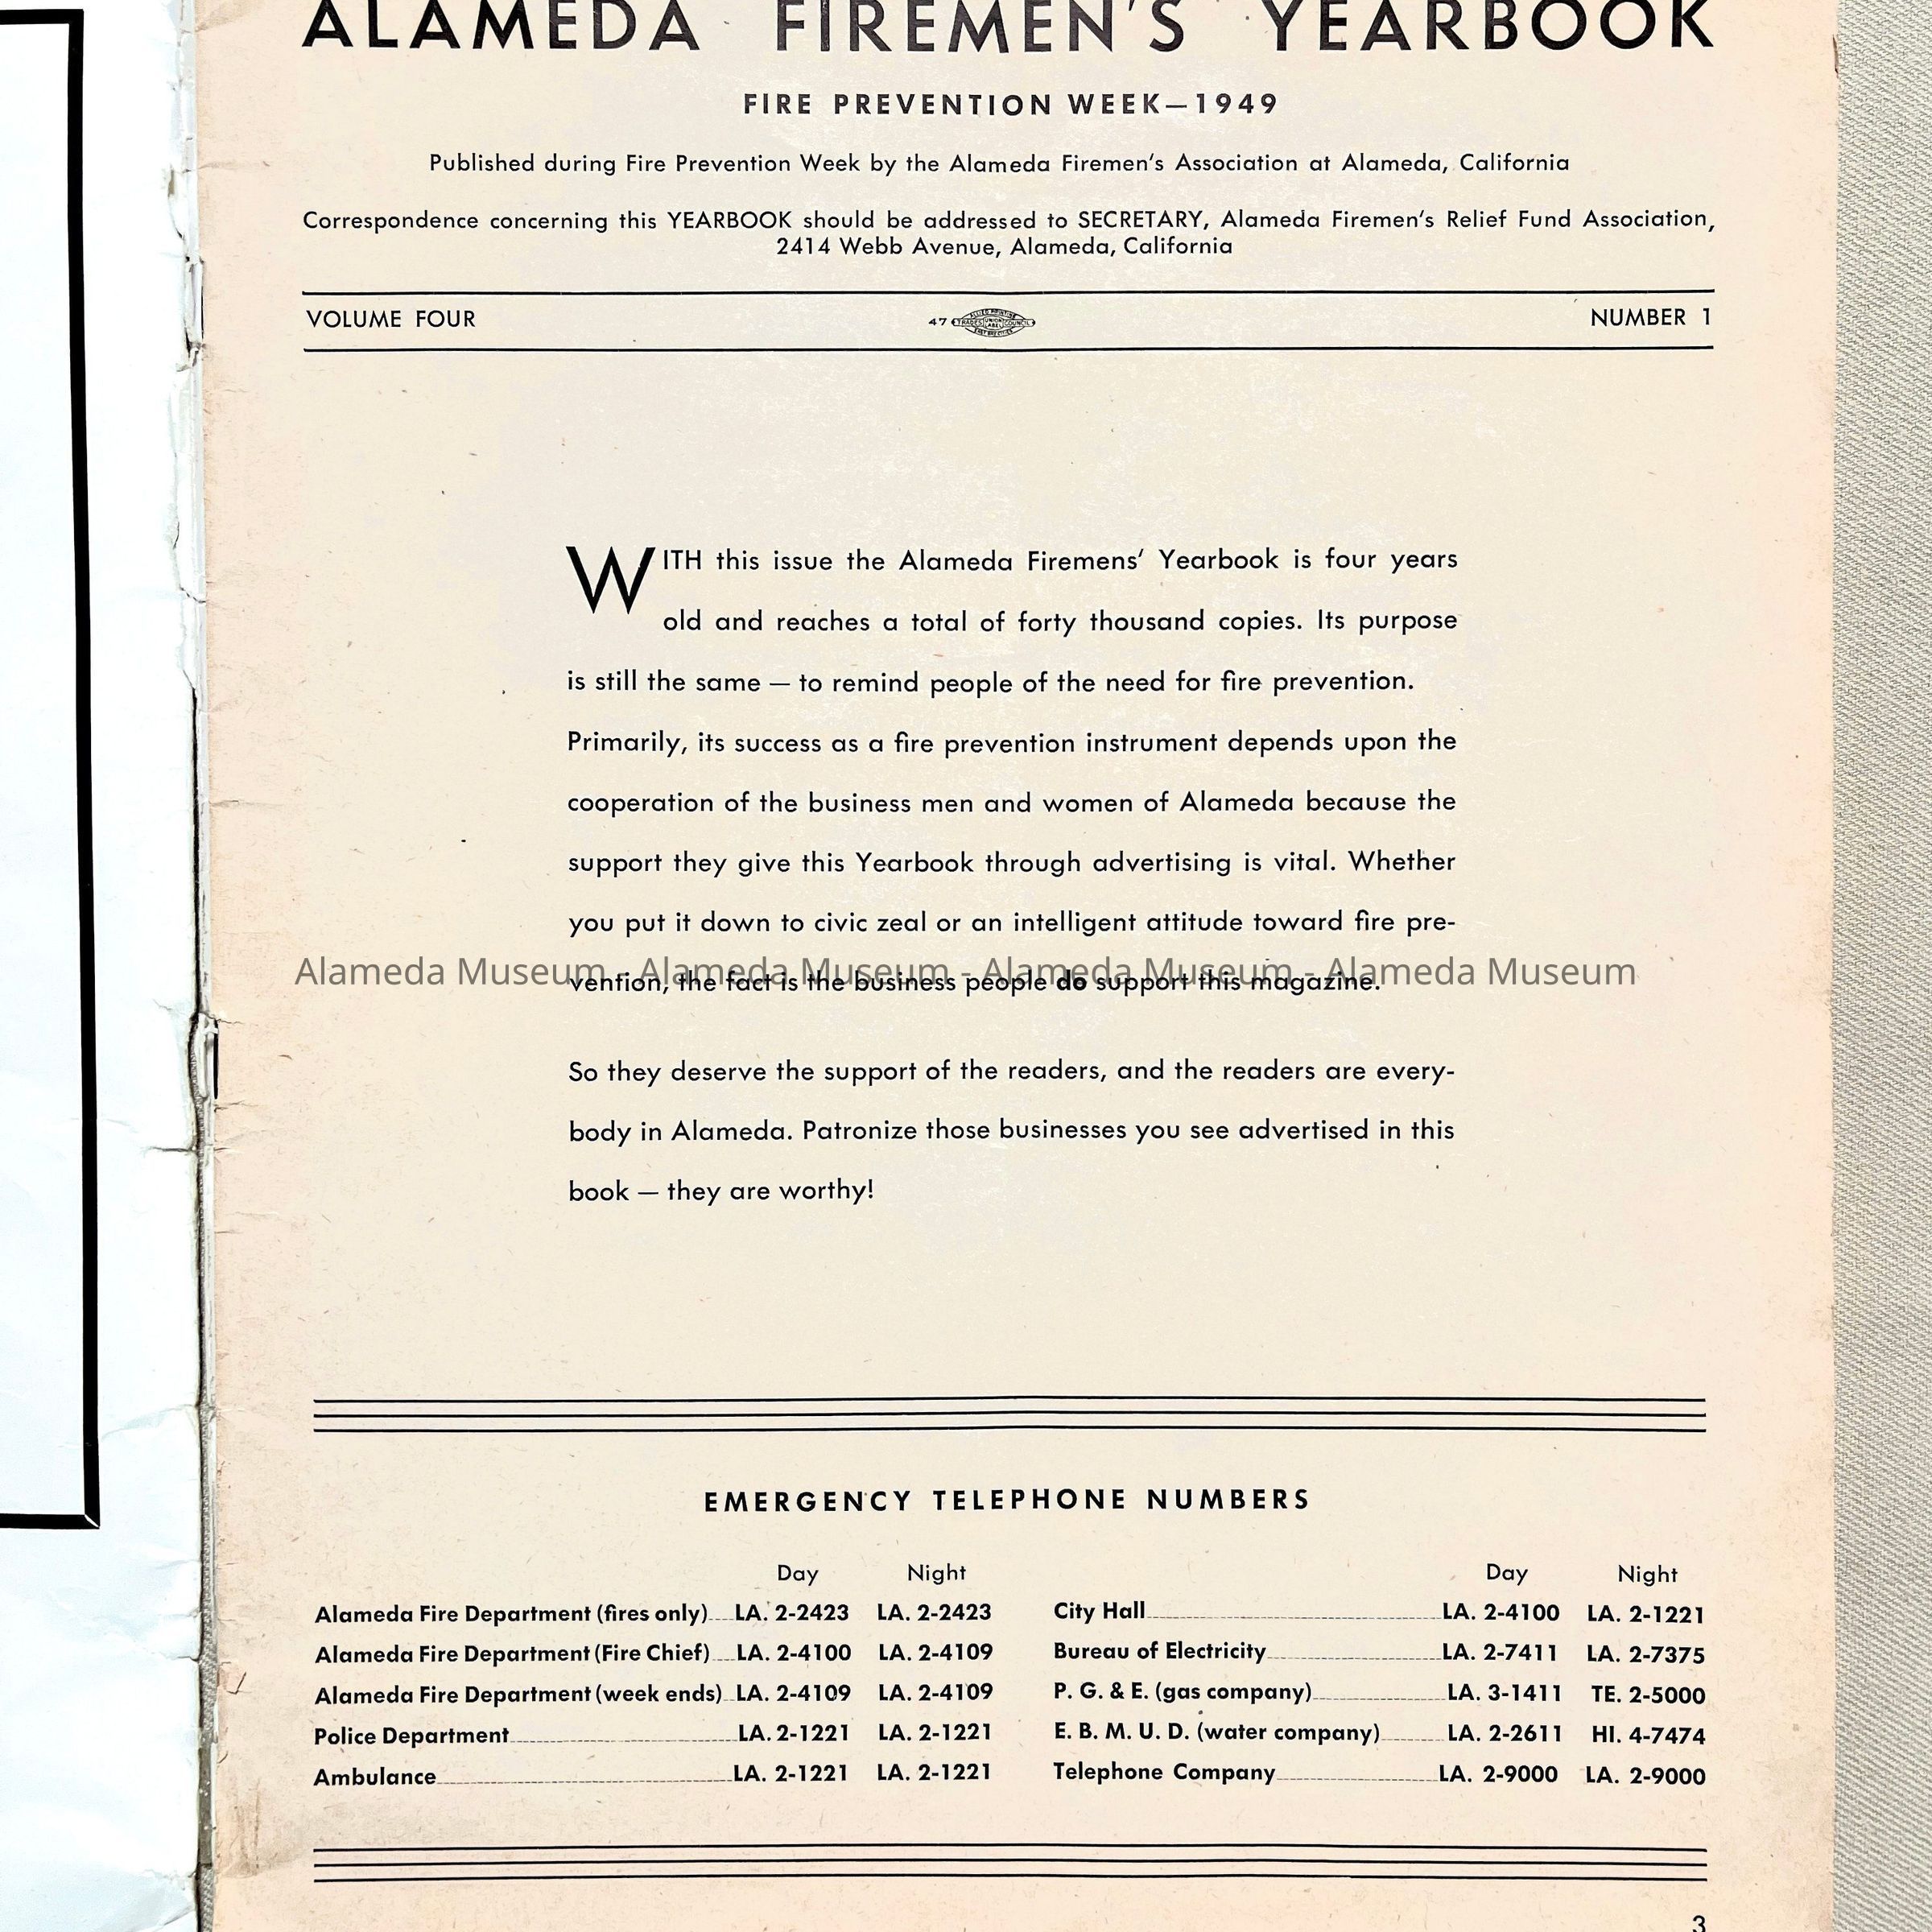 ALAMEDA FIREMEN'S YEARBOOK
FIRE PREVENTION WEEK—1949
Published during Fire Prevention Week by the Alameda Firemen's Association at Alameda, California
Correspondence concerning this YEARBOOK should be addressed to SECRETARY, Alameda Firemen's Relief Fund Association,
2414 Webb Avenue, Alameda, California
VOLUME FOUR 47 ALLIED PRINTING TRADES UNION LABEL COUNCIL NUMBER 1
WITH this issue the Alameda Firemens' Yearbook is four years
old and reaches a total of forty thousand copies. Its purpose
is still the same — to remind people of the need for fire prevention.
Primarily, its success as a fire prevention instrument depends upon the
cooperation of the business men and women of Alameda because the
support they give this Yearbook through advertising is vital. Whether
you put it down to civic zeal or an intelligent attitude toward fire pre-
Alameda Museum - Alameda Museum - Alameda Museum - Alameda Museum
vention, the fact is the business people do support this magazine.
So they deserve the support of the readers, and the readers are every-
body in Alameda. Patronize those businesses you see advertised in this
book — they are worthy!
EMERGENCY TELEPHONE NUMBERS
Day Night Day Night
Alameda Fire Department (fires only) LA. 2-2423 LA. 2-2423 City Hall LA. 2-4100 LA. 2-1221
Alameda Fire Department (Fire Chief) LA. 2-4100 LA. 2-4109 Bureau of Electricity LA. 2-7411 LA. 2-7375
Alameda Fire Department (week ends) LA. 2-4109 LA. 2-4109 P. G. & E. (gas company) LA. 3-1411 TE. 2-5000
Police Department LA. 2-1221 LA. 2-1221 E. B. M. U. D. (water company) LA. 2-2611 HI. 4-7474
Ambulance LA. 2-1221 LA. 2-1221 Telephone Company LA. 2-9000 LA. 2-9000
3